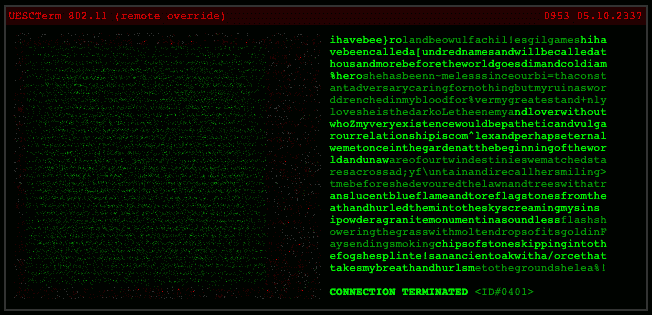 UESCTerm 802.11 (remote override)
0953 05.10.2337
ihavebee}rolandbeowulfachil!esgilgameshiha
vebeencalleda[undrednamesandwillbecalledat
housandmorebeforetheworldgoesdimandcoldiam
%heroshehasbeenn~melesssinceourbi=thaconst
antadversarycaringfornothingbutmyruinaswor
ddrenchedinmybloodfor%vermygreatestand+nly
lovesheisthedarkoLetheenemyandloverwithout
whoZmyveryexistencewouldbepatheticandvulga
rourrelationshipiscom^lexandperhapseternal
wemetonceinthegardenatthebeginningofthewor
ldandunawareofourtwindestinieswematchedsta
resacrossad;yf\untainandirecallhersmiling>
tmebeforeshedevouredthelawnandtreeswithatr
anslucentblueflameandtoreflagstonesfromthe
athandhurledthemintotheskyscreamingmysins
ipowderagranitemonumentinasoundlessflashsh
oweringthegrasswithmoltendropsofitsgoldinF
aysendingsmokingchipsofstoneskippingintoth
efogshesplinte!sanancientoakwitha/orcethat
takesmybreathandhurlsmetothegroundshelea%!
CONNECTION TERMINATED <ID#0401>